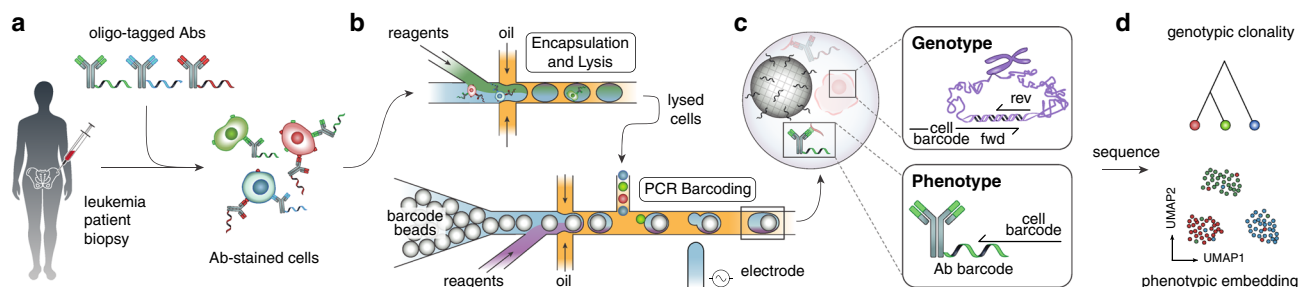 a
oligo-tagged Abs
leukemia
patient
biopsy
Ab-stained cells
b
reagents
oil
Encapsulation
and Lysis
lysed
cells
PCR Barcoding
barcode
beads
reagents
oil
electrode
c
Genotype
rev
cell
barcode
fwd
Phenotype
cell
barcode
Ab barcode
d
genotypic clonality
sequence
UMAP2
UMAP1
phenotypic embedding